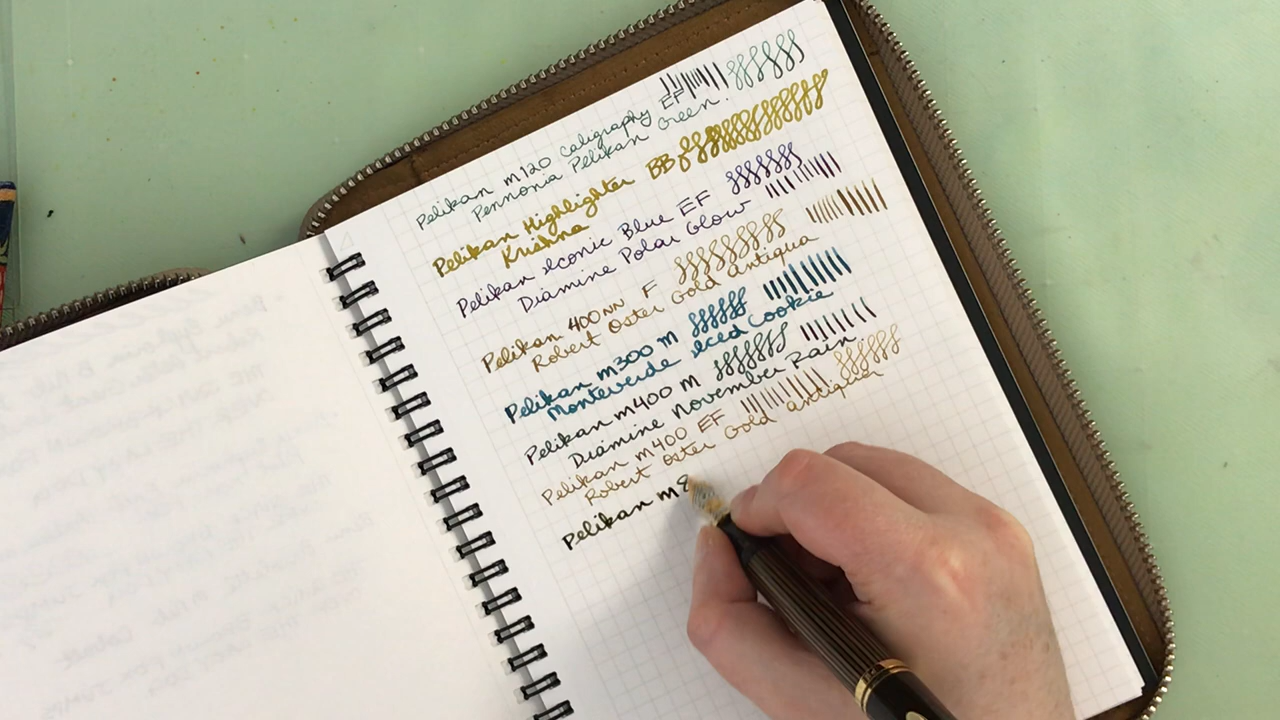 Pelikan m120 Caligraphy EF
Pennonia Pelikan Green.
Pelikan Highlighter BB
Krishna
Pelikan Iconic Blue EF
Diamine Polar Glow
Pelikan 400NN F
Robert Oster Gold Antiqua
Pelikan m300 M
Monteverde Iced Cookie
Pelikan m400 M
Diamine November Rain
Pelikan m400 EF
Robert Oster Gold Antiqua
Pelikan m8